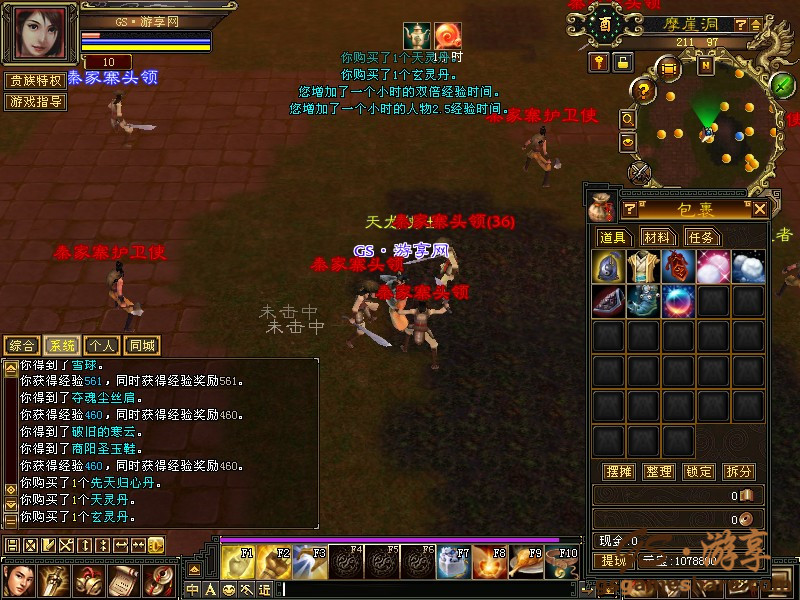 GS·游享网
10
贵族特权
游戏指导
秦家寨头领
时
你购买了1个天灵丹。
你购买了1个玄灵丹。
您增加了一个小时的双倍经验时间。
您增加了一个小时的人物2.5经验时间。
秦家寨护卫使
摩崖洞
酉
211 97
N
秦家寨头领(36)
GS·游享网
秦家寨头领
秦家寨头领
秦家寨护卫使
未击中
未击中
包裹
道具 材料 任务
者
综合 系统 个人 同城
你得到了雪球。
你获得经验561，同时获得经验奖励561。
你得到了夺魂尘丝肩。
你获得经验460，同时获得经验奖励460。
你得到了破旧的寒云。
你得到了商阳圣玉鞋。
你获得经验460，同时获得经验奖励460。
你购买了1个先天归心丹。
你购买了1个天灵丹。
你购买了1个玄灵丹。
摆摊 整理 锁定 拆分
0
0
现金:0
提现
F1 F2 F3 F4 F5 F6 F7 F8 F9 F10
中 A 近